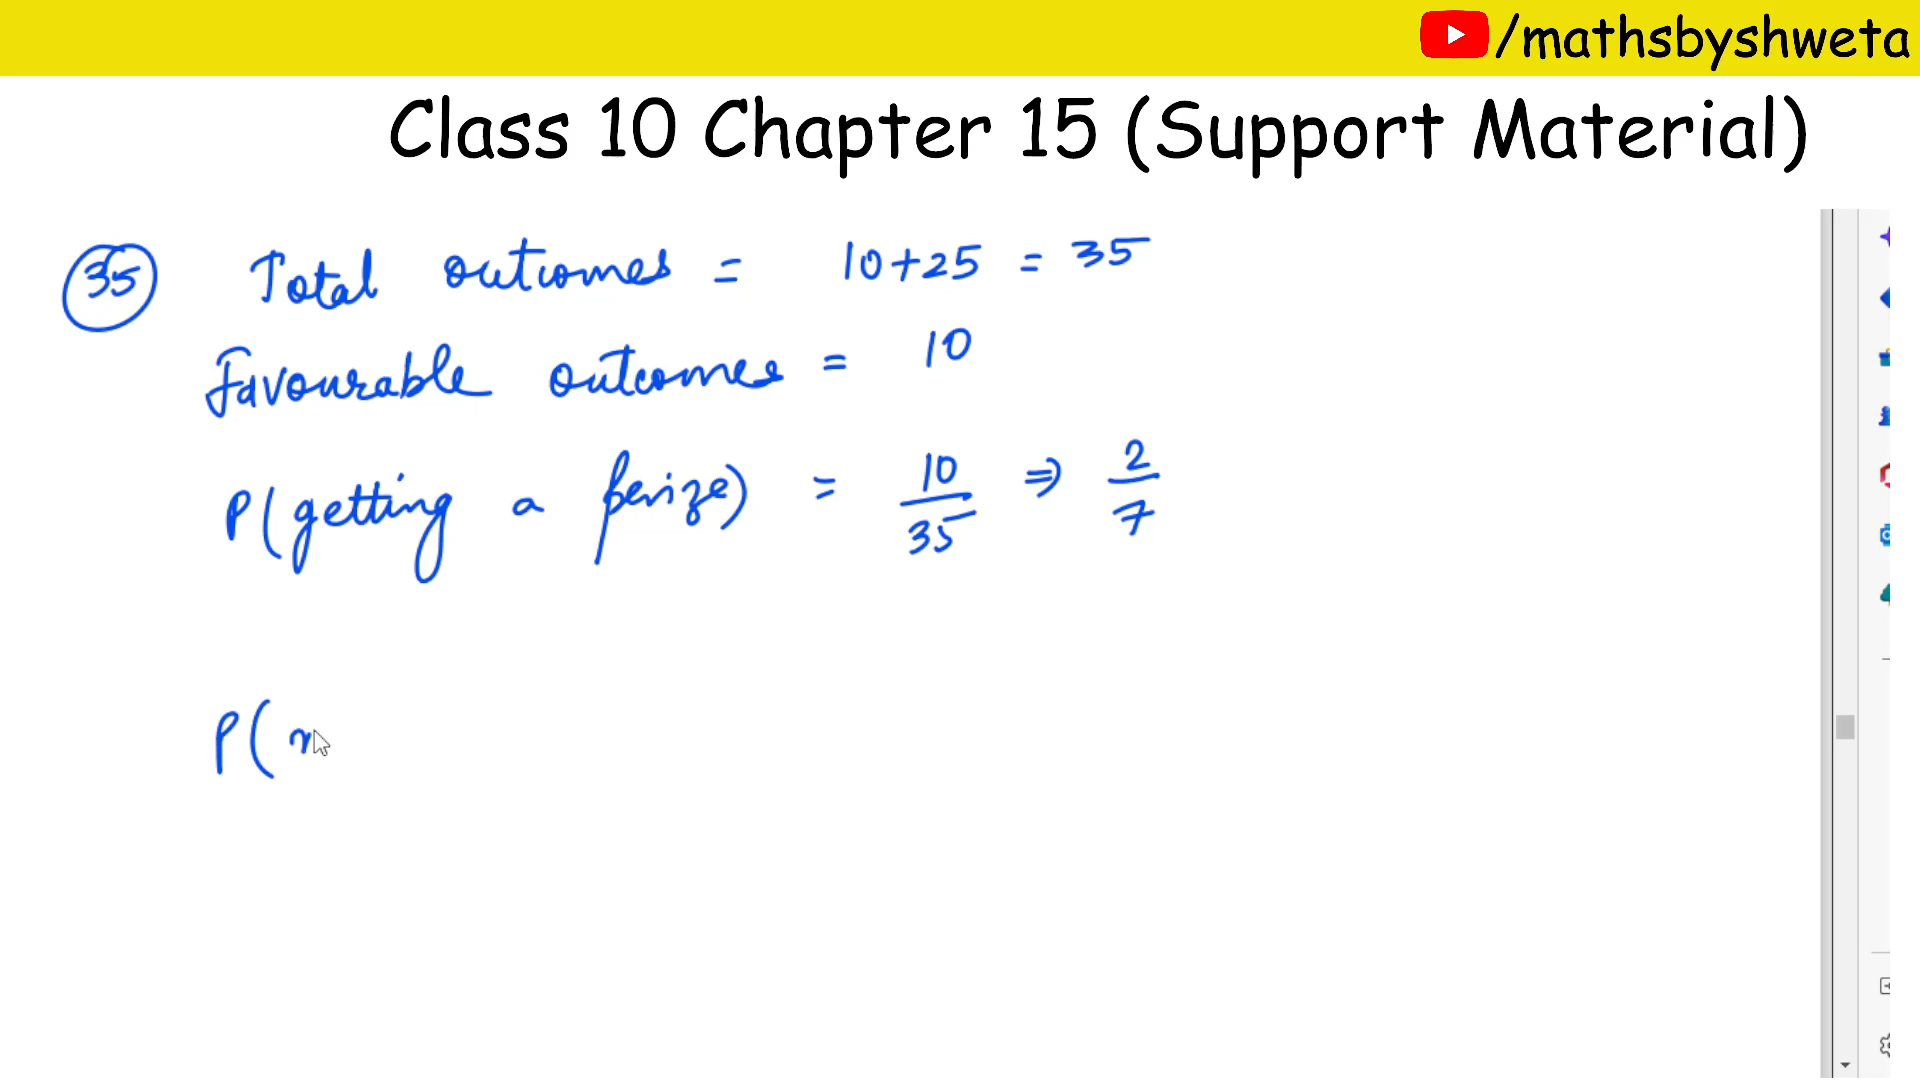 /mathsbyshweta
Class 10 Chapter 15 (Support Material)
35 Total outcomes = 10+25 = 35
Favourable outcomes = 10
P(getting a prize) = 10/35 ⇒ 2/7
P( n